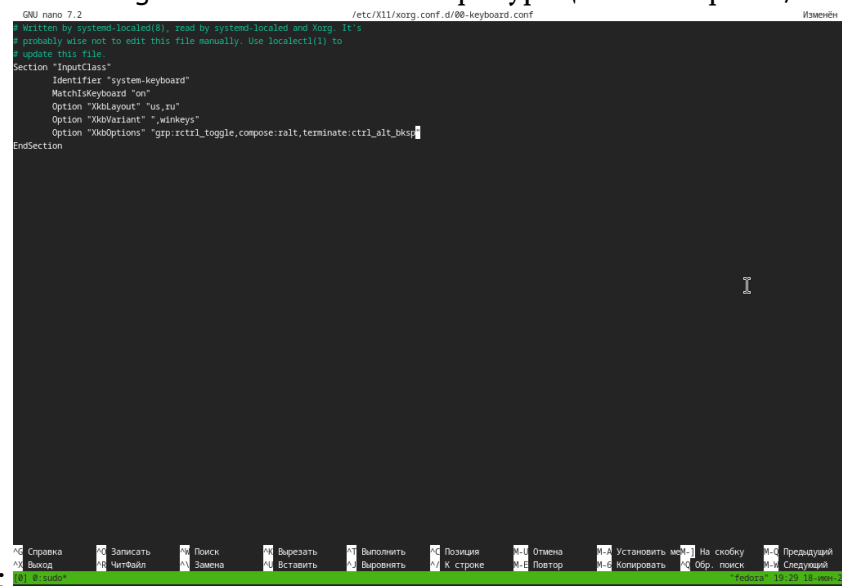 GNU nano 7.2 /etc/X11/xorg.conf.d/00-keyboard.conf Изменён
# Written by systemd-localed(8), read by systemd-localed and Xorg. It's
# probably wise not to edit this file manually. Use localectl(1) to
# update this file.
Section "InputClass"
Identifier "system-keyboard"
MatchIsKeyboard "on"
Option "XkbLayout" "us,ru"
Option "XkbVariant" ",winkeys"
Option "XkbOptions" "grp:rctrl_toggle,compose:ralt,terminate:ctrl_alt_bksp"
EndSection
^G Справка ^O Записать ^W Поиск ^K Вырезать ^T Выполнить ^C Позиция M-U Отмена M-A Установить меM-] На скобку M-Q Предыдущий
^X Выход ^R ЧитФайл ^\ Замена ^U Вставить ^J Выровнять ^/ К строке M-E Повтор M-6 Копировать ^Q Обр. поиск M-W Следующий
[0] 0:sudo* "fedora" 19:29 18-июн-2